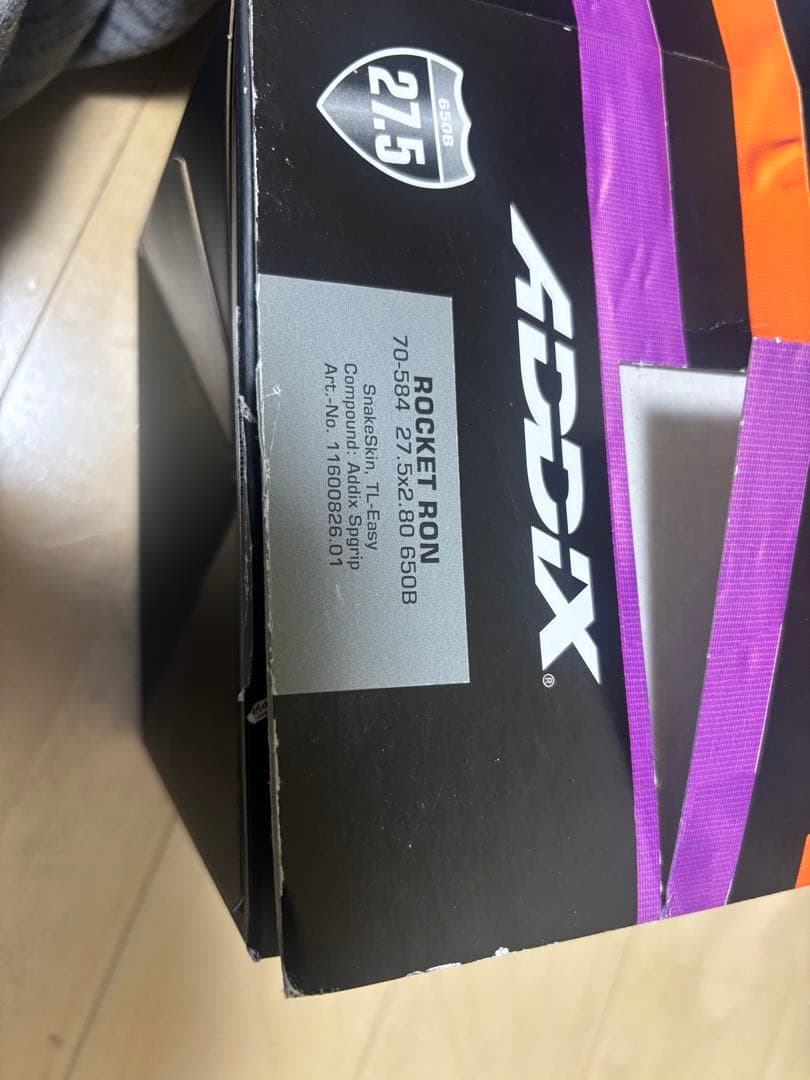 650B
27.5
ADDIX®
ROCKET RON
70-584 27.5x2.80 650B
SnakeSkin, TL-Easy
Compound: Addix Spgrip
Art.-No. 11600826.01